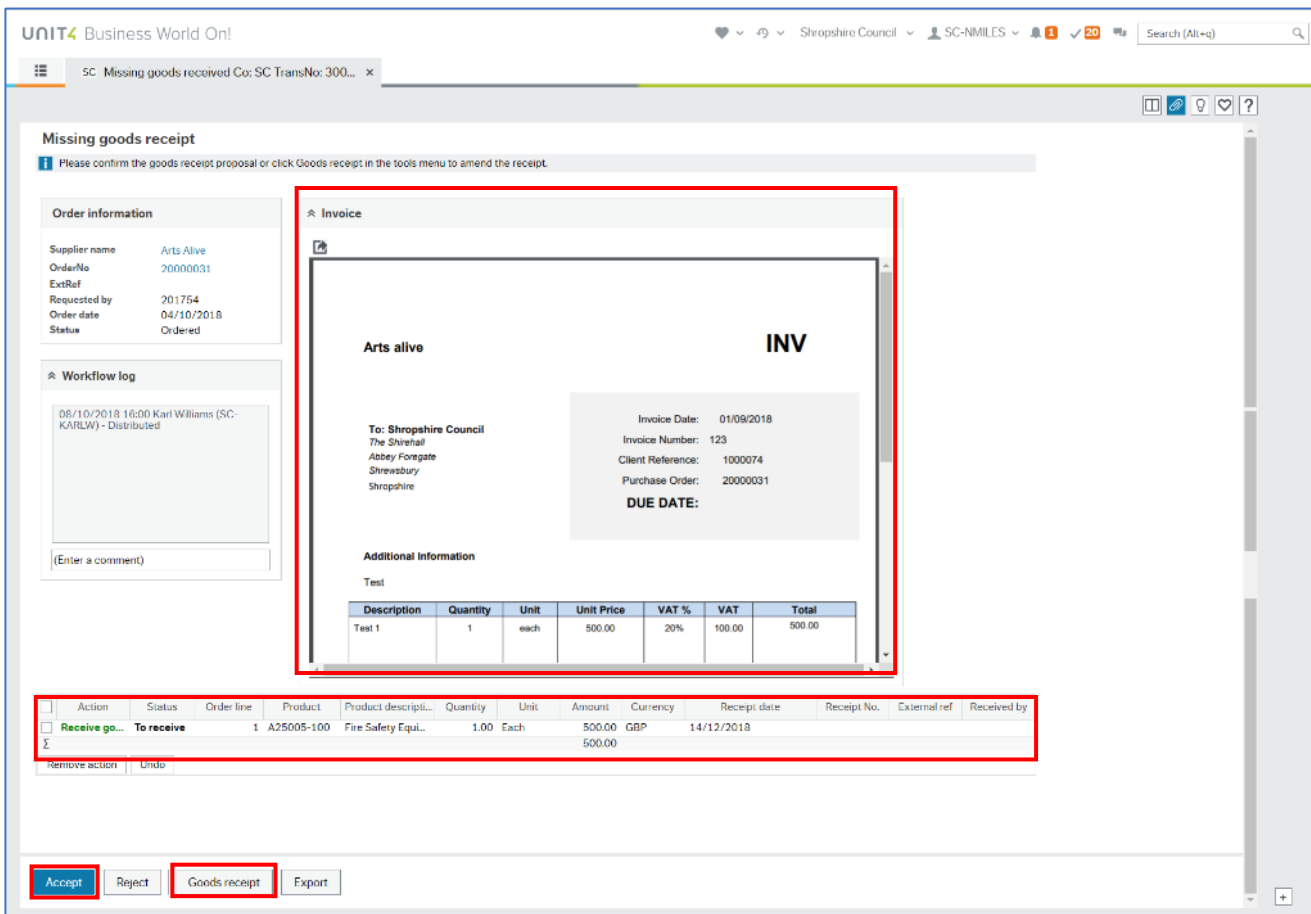 UNIT4 Business World On!
Shropshire Council
SC-NMILES
1
20
Search (Alt+q)
SC Missing goods received Co: SC TransNo: 300... ×
?
Missing goods receipt
i Please confirm the goods receipt proposal or click Goods receipt in the tools menu to amend the receipt.
Order information
Supplier name Arts Alive
OrderNo 20000031
ExtRef
Requested by 201754
Order date 04/10/2018
Status Ordered
Workflow log
08/10/2018 16:00 Karl Williams (SC-
KARLW) - Distributed
(Enter a comment)
Invoice
Arts alive INV
To: Shropshire Council
The Shirehall
Abbey Foregate
Shrewsbury
Shropshire
Invoice Date: 01/09/2018
Invoice Number: 123
Client Reference: 1000074
Purchase Order: 20000031
DUE DATE:
Additional Information
Test
Description Quantity Unit Unit Price VAT % VAT Total
Test 1 1 each 500.00 20% 100.00 500.00
Action Status Order line Product Product descripti... Quantity Unit Amount Currency Receipt date Receipt No. External ref Received by
Receive go... To receive 1 A25005-100 Fire Safety Equi... 1.00 Each 500.00 GBP 14/12/2018
Σ 500.00
Remove action Undo
Accept Reject Goods receipt Export
+